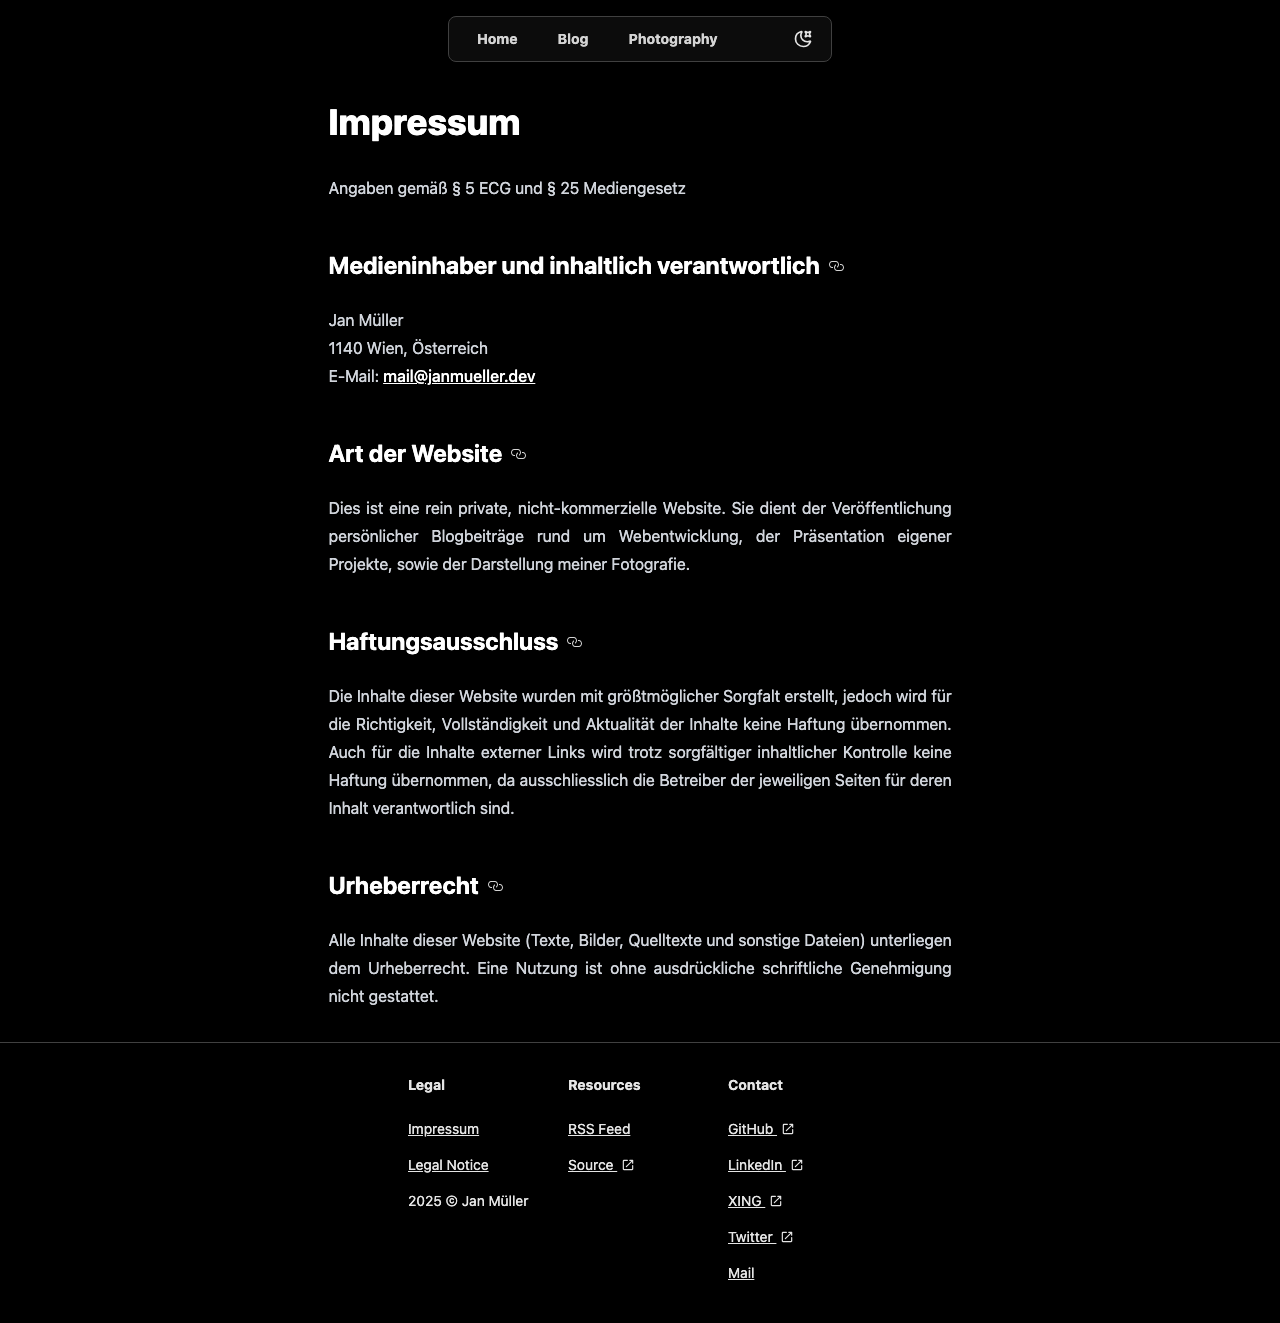 Home Blog Photography
Impressum
Angaben gemäß § 5 ECG und § 25 Mediengesetz
Medieninhaber und inhaltlich verantwortlich
Jan Müller
1140 Wien, Österreich
E-Mail: mail@janmueller.dev
Art der Website
Dies ist eine rein private, nicht-kommerzielle Website. Sie dient der Veröffentlichung
persönlicher Blogbeiträge rund um Webentwicklung, der Präsentation eigener
Projekte, sowie der Darstellung meiner Fotografie.
Haftungsausschluss
Die Inhalte dieser Website wurden mit größtmöglicher Sorgfalt erstellt, jedoch wird für
die Richtigkeit, Vollständigkeit und Aktualität der Inhalte keine Haftung übernommen.
Auch für die Inhalte externer Links wird trotz sorgfältiger inhaltlicher Kontrolle keine
Haftung übernommen, da ausschliesslich die Betreiber der jeweiligen Seiten für deren
Inhalt verantwortlich sind.
Urheberrecht
Alle Inhalte dieser Website (Texte, Bilder, Quelltexte und sonstige Dateien) unterliegen
dem Urheberrecht. Eine Nutzung ist ohne ausdrückliche schriftliche Genehmigung
nicht gestattet.
Legal
Impressum
Legal Notice
2025 © Jan Müller
Resources
RSS Feed
Source
Contact
GitHub
LinkedIn
XING
Twitter
Mail